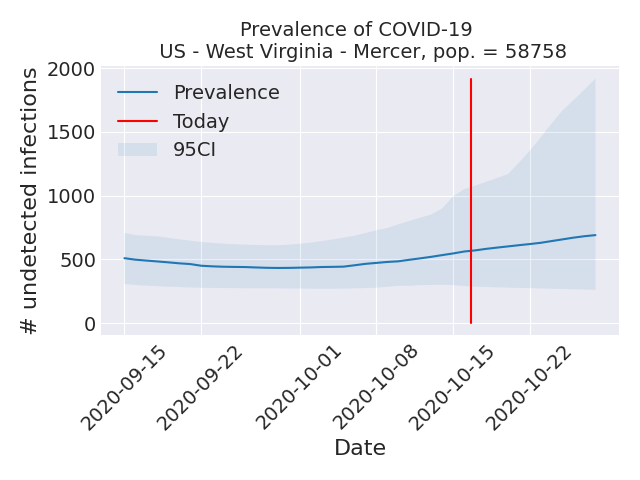 Prevalence of COVID-19
US - West Virginia - Mercer, pop. = 58758
# undetected infections
2000
1500
1000
500
0
Prevalence
Today
95CI
2020-09-15
2020-09-22
2020-10-01
2020-10-08
2020-10-15
2020-10-22
Date